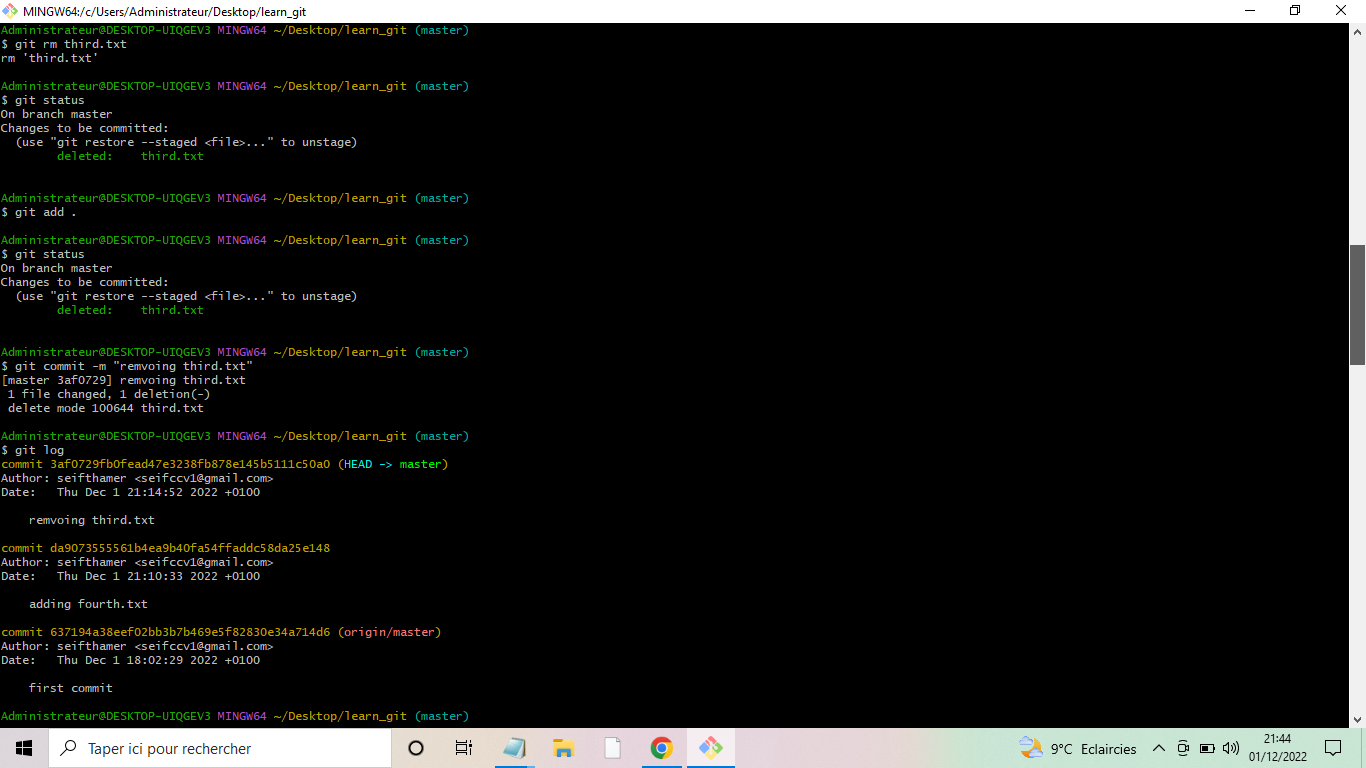 MINGW64:/c/Users/Administrateur/Desktop/learn_git
Administrateur@DESKTOP-UIQGEV3 MINGW64 ~/Desktop/learn_git (master)
$ git rm third.txt
rm 'third.txt'
Administrateur@DESKTOP-UIQGEV3 MINGW64 ~/Desktop/learn_git (master)
$ git status
On branch master
Changes to be committed:
  (use "git restore --staged <file>..." to unstage)
        deleted:    third.txt
Administrateur@DESKTOP-UIQGEV3 MINGW64 ~/Desktop/learn_git (master)
$ git add .
Administrateur@DESKTOP-UIQGEV3 MINGW64 ~/Desktop/learn_git (master)
$ git status
On branch master
Changes to be committed:
  (use "git restore --staged <file>..." to unstage)
        deleted:    third.txt
Administrateur@DESKTOP-UIQGEV3 MINGW64 ~/Desktop/learn_git (master)
$ git commit -m "remvoing third.txt"
[master 3af0729] remvoing third.txt
 1 file changed, 1 deletion(-)
 delete mode 100644 third.txt
Administrateur@DESKTOP-UIQGEV3 MINGW64 ~/Desktop/learn_git (master)
$ git log
commit 3af0729fb0fead47e3238fb878e145b5111c50a0 (HEAD -> master)
Author: seifthamer <seifccv1@gmail.com>
Date:   Thu Dec 1 21:14:52 2022 +0100
    remvoing third.txt
commit da9073555561b4ea9b40fa54ffaddc58da25e148
Author: seifthamer <seifccv1@gmail.com>
Date:   Thu Dec 1 21:10:33 2022 +0100
    adding fourth.txt
commit 637194a38eef02bb3b7b469e5f82830e34a714d6 (origin/master)
Author: seifthamer <seifccv1@gmail.com>
Date:   Thu Dec 1 18:02:29 2022 +0100
    first commit
Administrateur@DESKTOP-UIQGEV3 MINGW64 ~/Desktop/learn_git (master)
Taper ici pour rechercher
9°C Eclaircies
21:44
01/12/2022